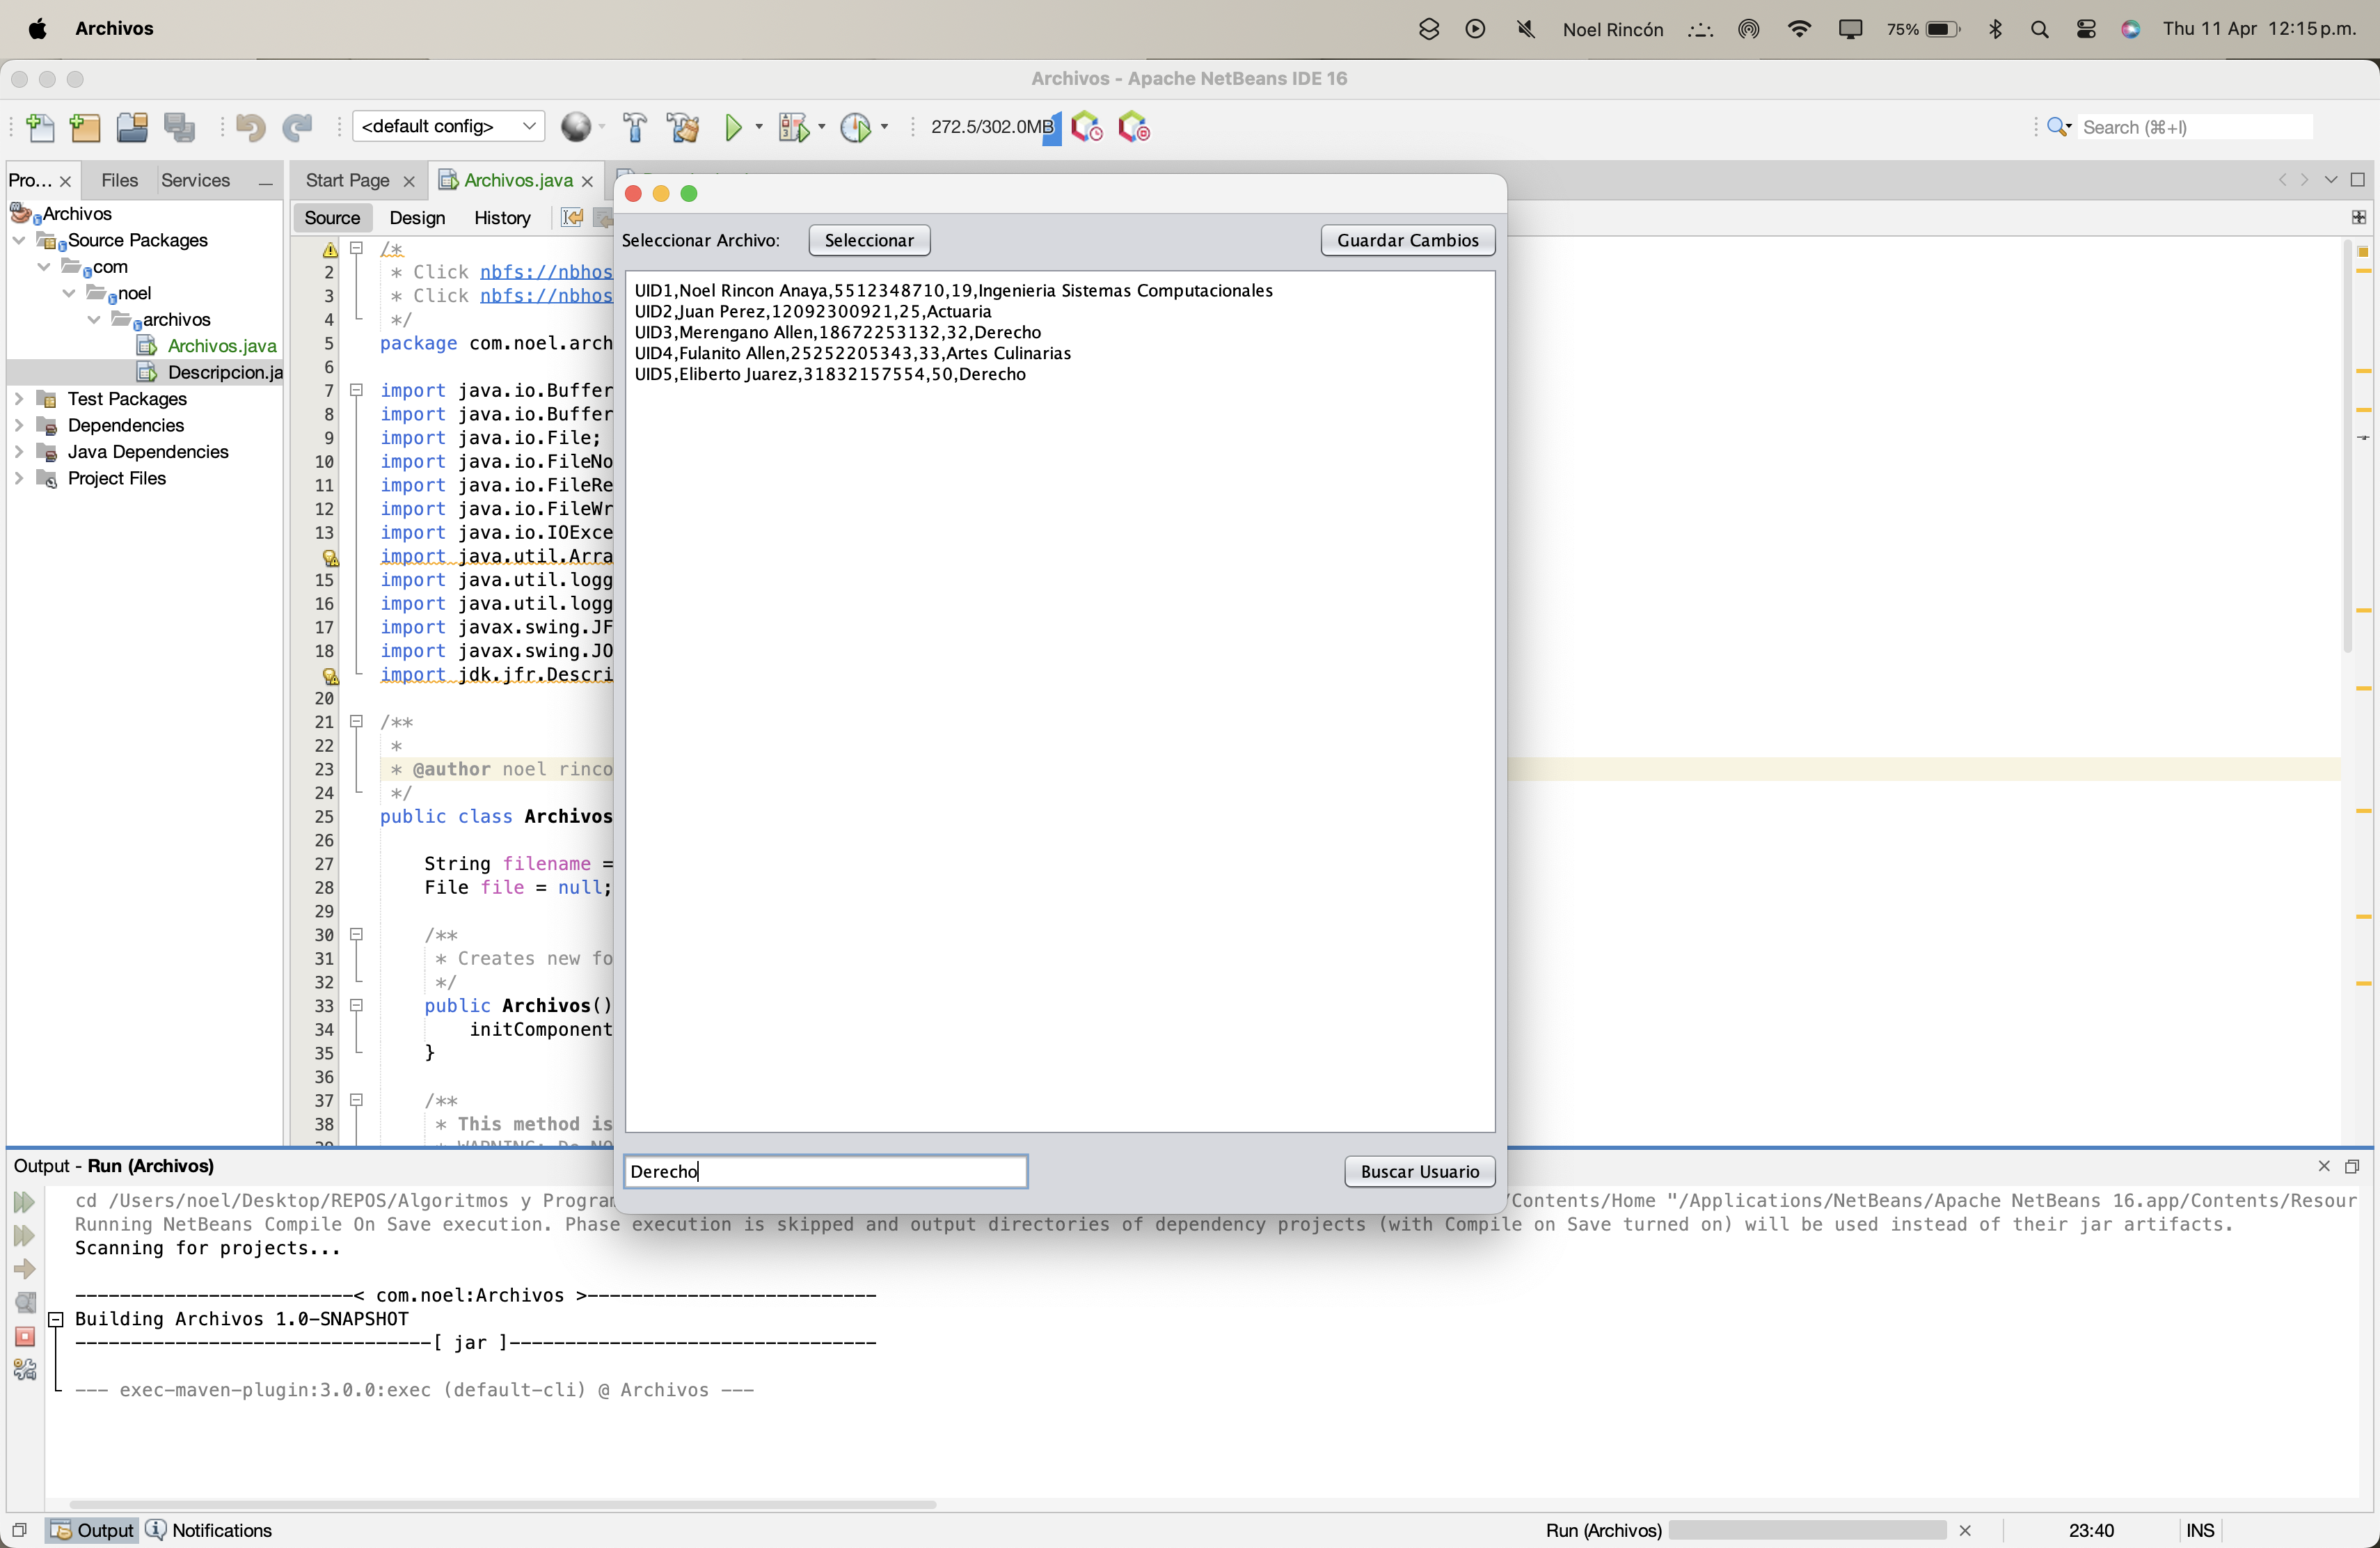 Archivos
Noel Rincón
75%
Thu 11 Apr 12:15 p.m.
Archivos - Apache NetBeans IDE 16
<default config>
272.5/302.0MB
Search (⌘+I)
Pro...
Files
Services
Start Page
Archivos.java
Source
Design
History
Archivos
Source Packages
com
noel
archivos
Archivos.java
Descripcion.ja
Test Packages
Dependencies
Java Dependencies
Project Files
/*
2 * Click nbfs://nbhos
3 * Click nbfs://nbhos
4 */
5 package com.noel.arch
6
7 import java.io.Buffer
8 import java.io.Buffer
9 import java.io.File;
10 import java.io.FileNo
11 import java.io.FileRe
12 import java.io.FileWr
13 import java.io.IOExce
import java.util.Arra
15 import java.util.logg
16 import java.util.logg
17 import javax.swing.JF
18 import javax.swing.JO
import jdk.jfr.Descri
20
21 /**
22 *
23 * @author noel rinco
24 */
25 public class Archivos
26
27 String filename =
28 File file = null;
29
30 /**
31 * Creates new fo
32 */
33 public Archivos()
34 initComponent
35 }
36
37 /**
38 * This method is
Seleccionar Archivo:
Seleccionar
Guardar Cambios
UID1,Noel Rincon Anaya,5512348710,19,Ingenieria Sistemas Computacionales
UID2,Juan Perez,12092300921,25,Actuaria
UID3,Merengano Allen,18672253132,32,Derecho
UID4,Fulanito Allen,25252205343,33,Artes Culinarias
UID5,Eliberto Juarez,31832157554,50,Derecho
Derecho
Buscar Usuario
Output - Run (Archivos)
cd /Users/noel/Desktop/REPOS/Algoritmos y Program /Contents/Home "/Applications/NetBeans/Apache NetBeans 16.app/Contents/Resour
Running NetBeans Compile On Save execution. Phase execution is skipped and output directories of dependency projects (with Compile on Save turned on) will be used instead of their jar artifacts.
Scanning for projects...
-------------------------< com.noel:Archivos >--------------------------
Building Archivos 1.0-SNAPSHOT
--------------------------------[ jar ]---------------------------------
--- exec-maven-plugin:3.0.0:exec (default-cli) @ Archivos ---
Output
Notifications
Run (Archivos)
23:40
INS